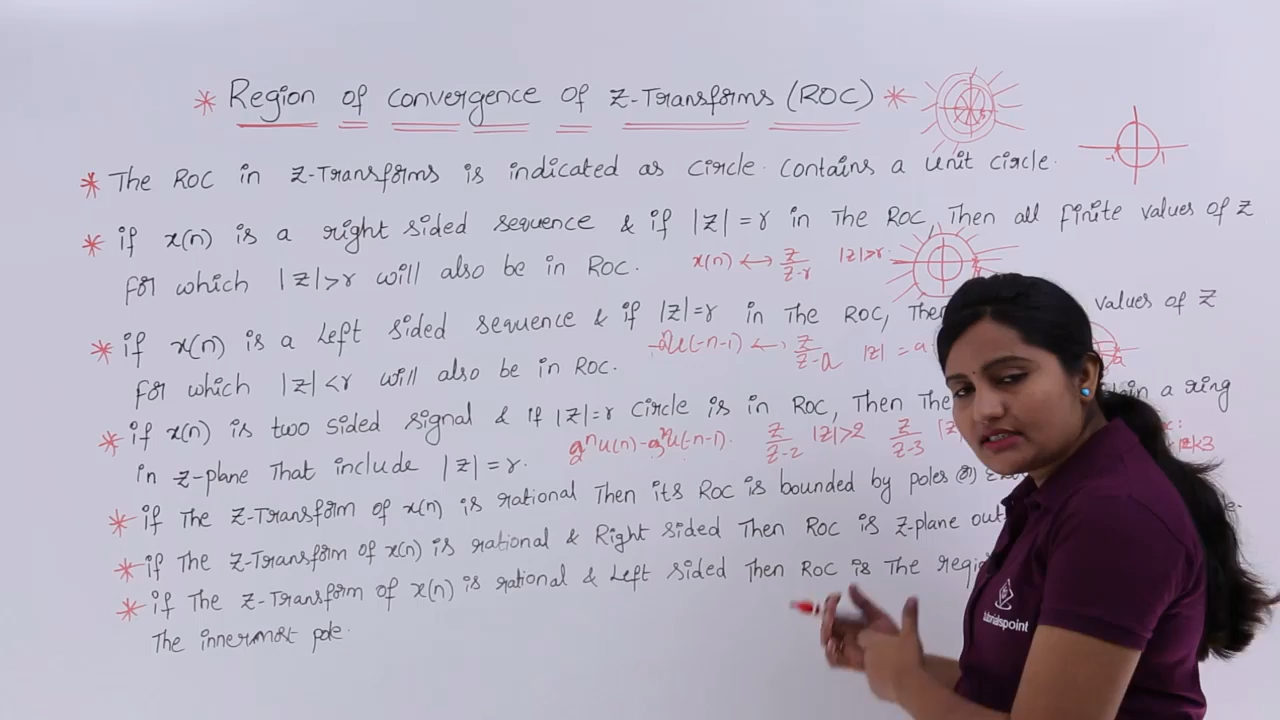 * Region of convergence of Z-Transforms (ROC) *
* The ROC in Z-Transforms is indicated as circle. contains a unit circle.
-1 1
* if x(n) is a right sided sequence & if |z| = r in the ROC, Then all finite values of z
for which |z|>r will also be in ROC. x(n) ↔ z/(z-r) |z|>r.
* if x(n) is a Left sided sequence & if |z|=r in the ROC, Then values of z
for which |z|<r will also be in ROC. u(-n-1) ↔ z/(z-a) |z| = a a
* if x(n) is two sided signal & if |z|=r circle is in ROC, Then The a ring
in z-plane That include |z|=r. 2ⁿu(n)-3ⁿu(-n-1). z/(z-2) |z|>2 z/(z-3)
* if The Z-Transform of x(n) is rational Then its ROC is bounded by poles
* if The Z-Transform of x(n) is rational & Right sided Then ROC is z-plane
* if The Z-Transform of x(n) is rational & Left sided Then ROC is The
The innermost pole.
tutorialspoint